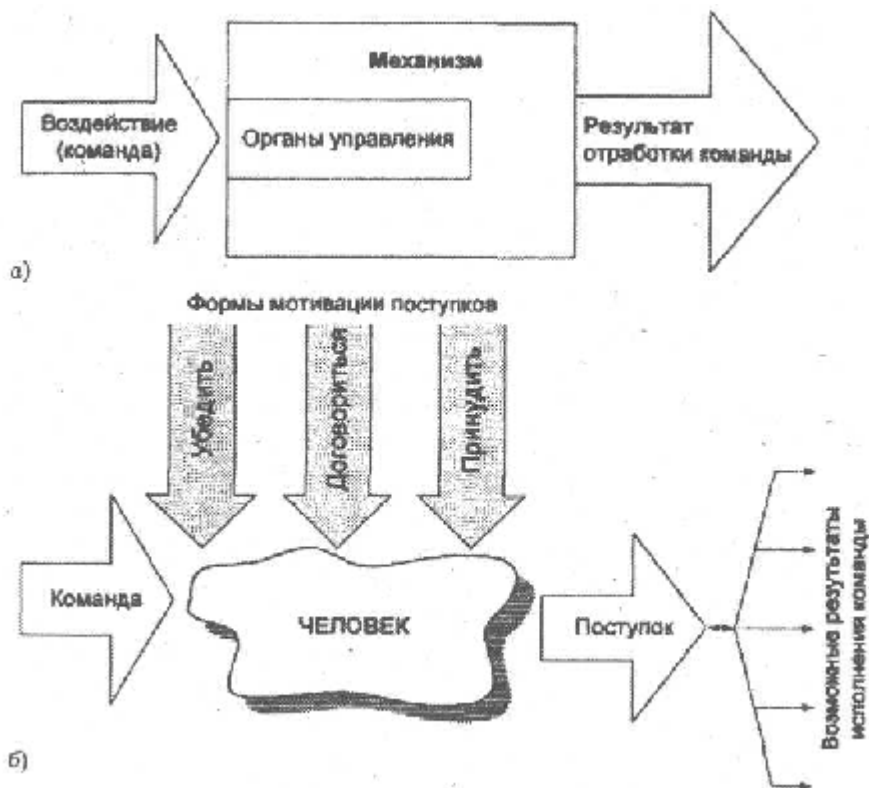 Механизм
Воздействие
(команда)
Органы управления
Результат
отработки команды
а)
Формы мотивации поступков
Убедить
Договориться
Принудить
Команда
ЧЕЛОВЕК
Поступок
Возможные результаты
исполнения команды
б)